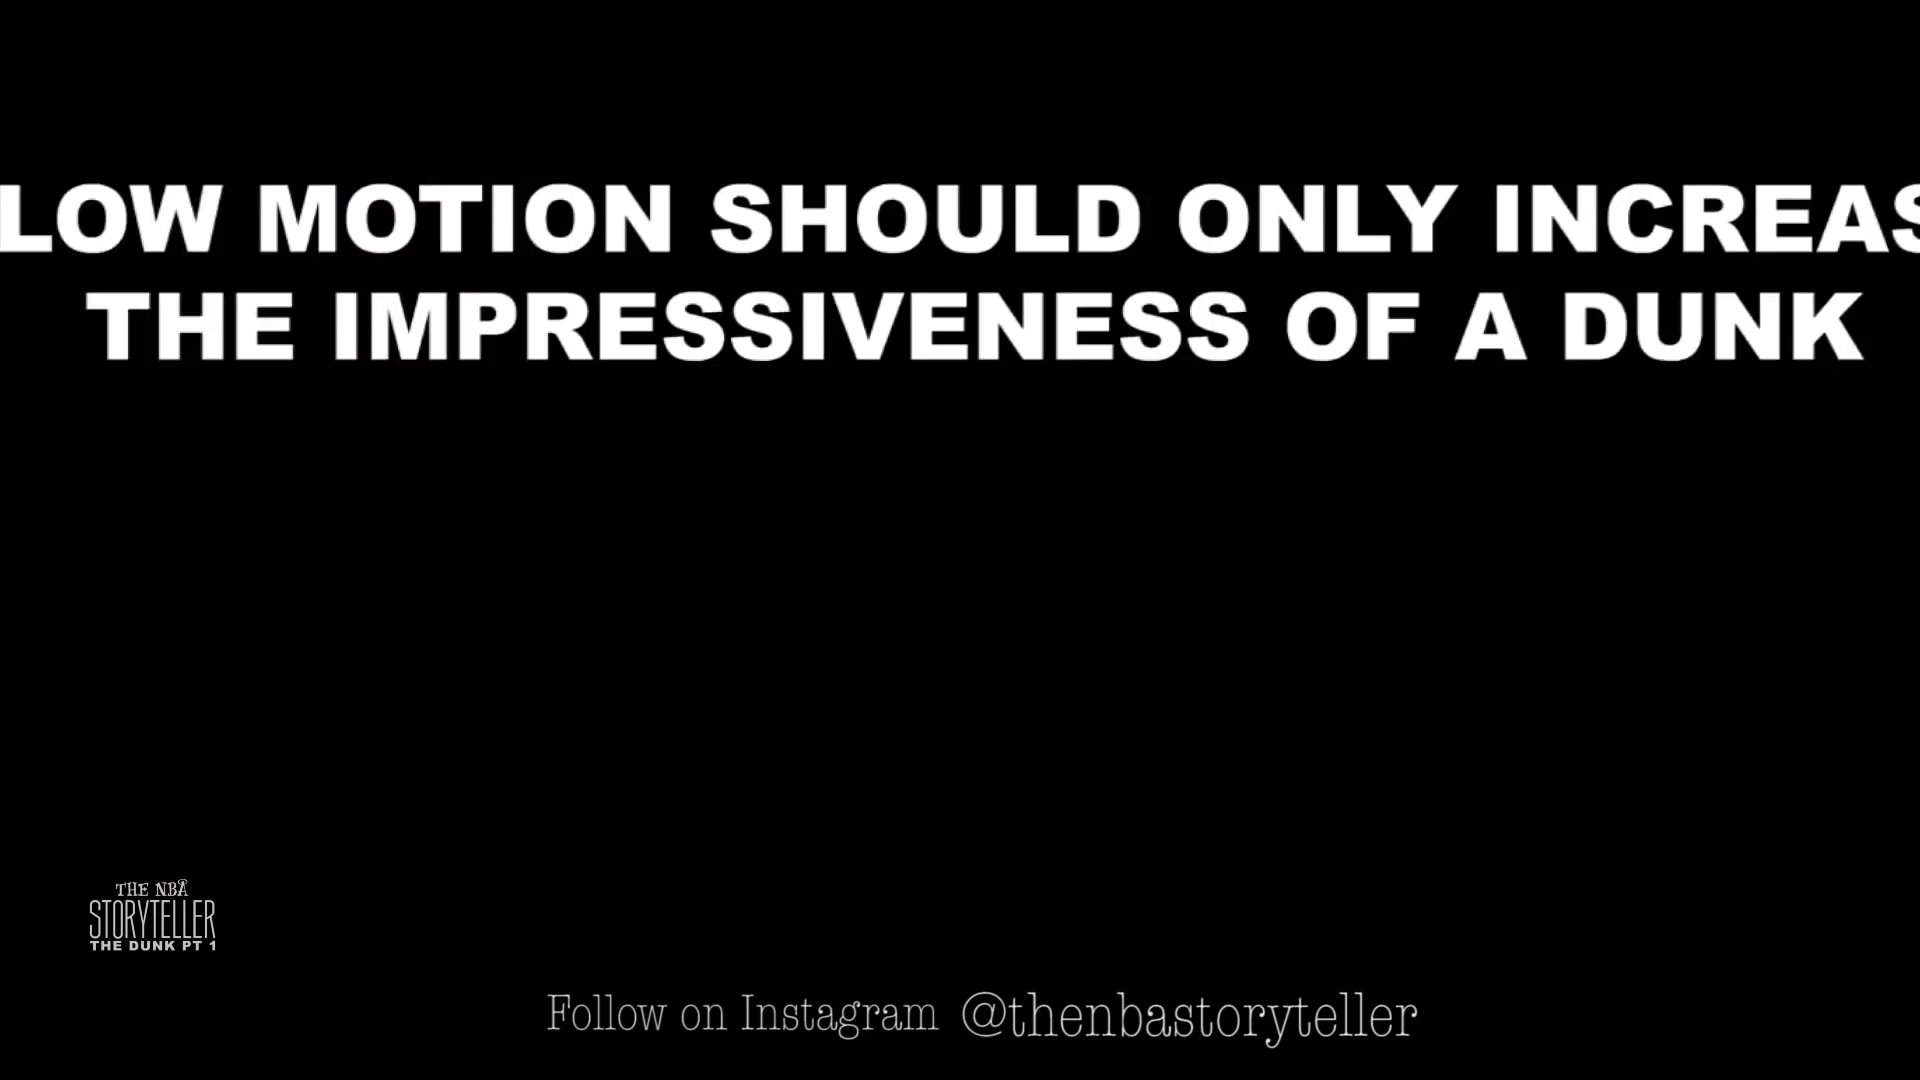 LOW MOTION SHOULD ONLY INCREAS
THE IMPRESSIVENESS OF A DUNK
THE NBA
STORYTELLER
THE DUNK PT 1
Follow on Instagram @thenbastoryteller